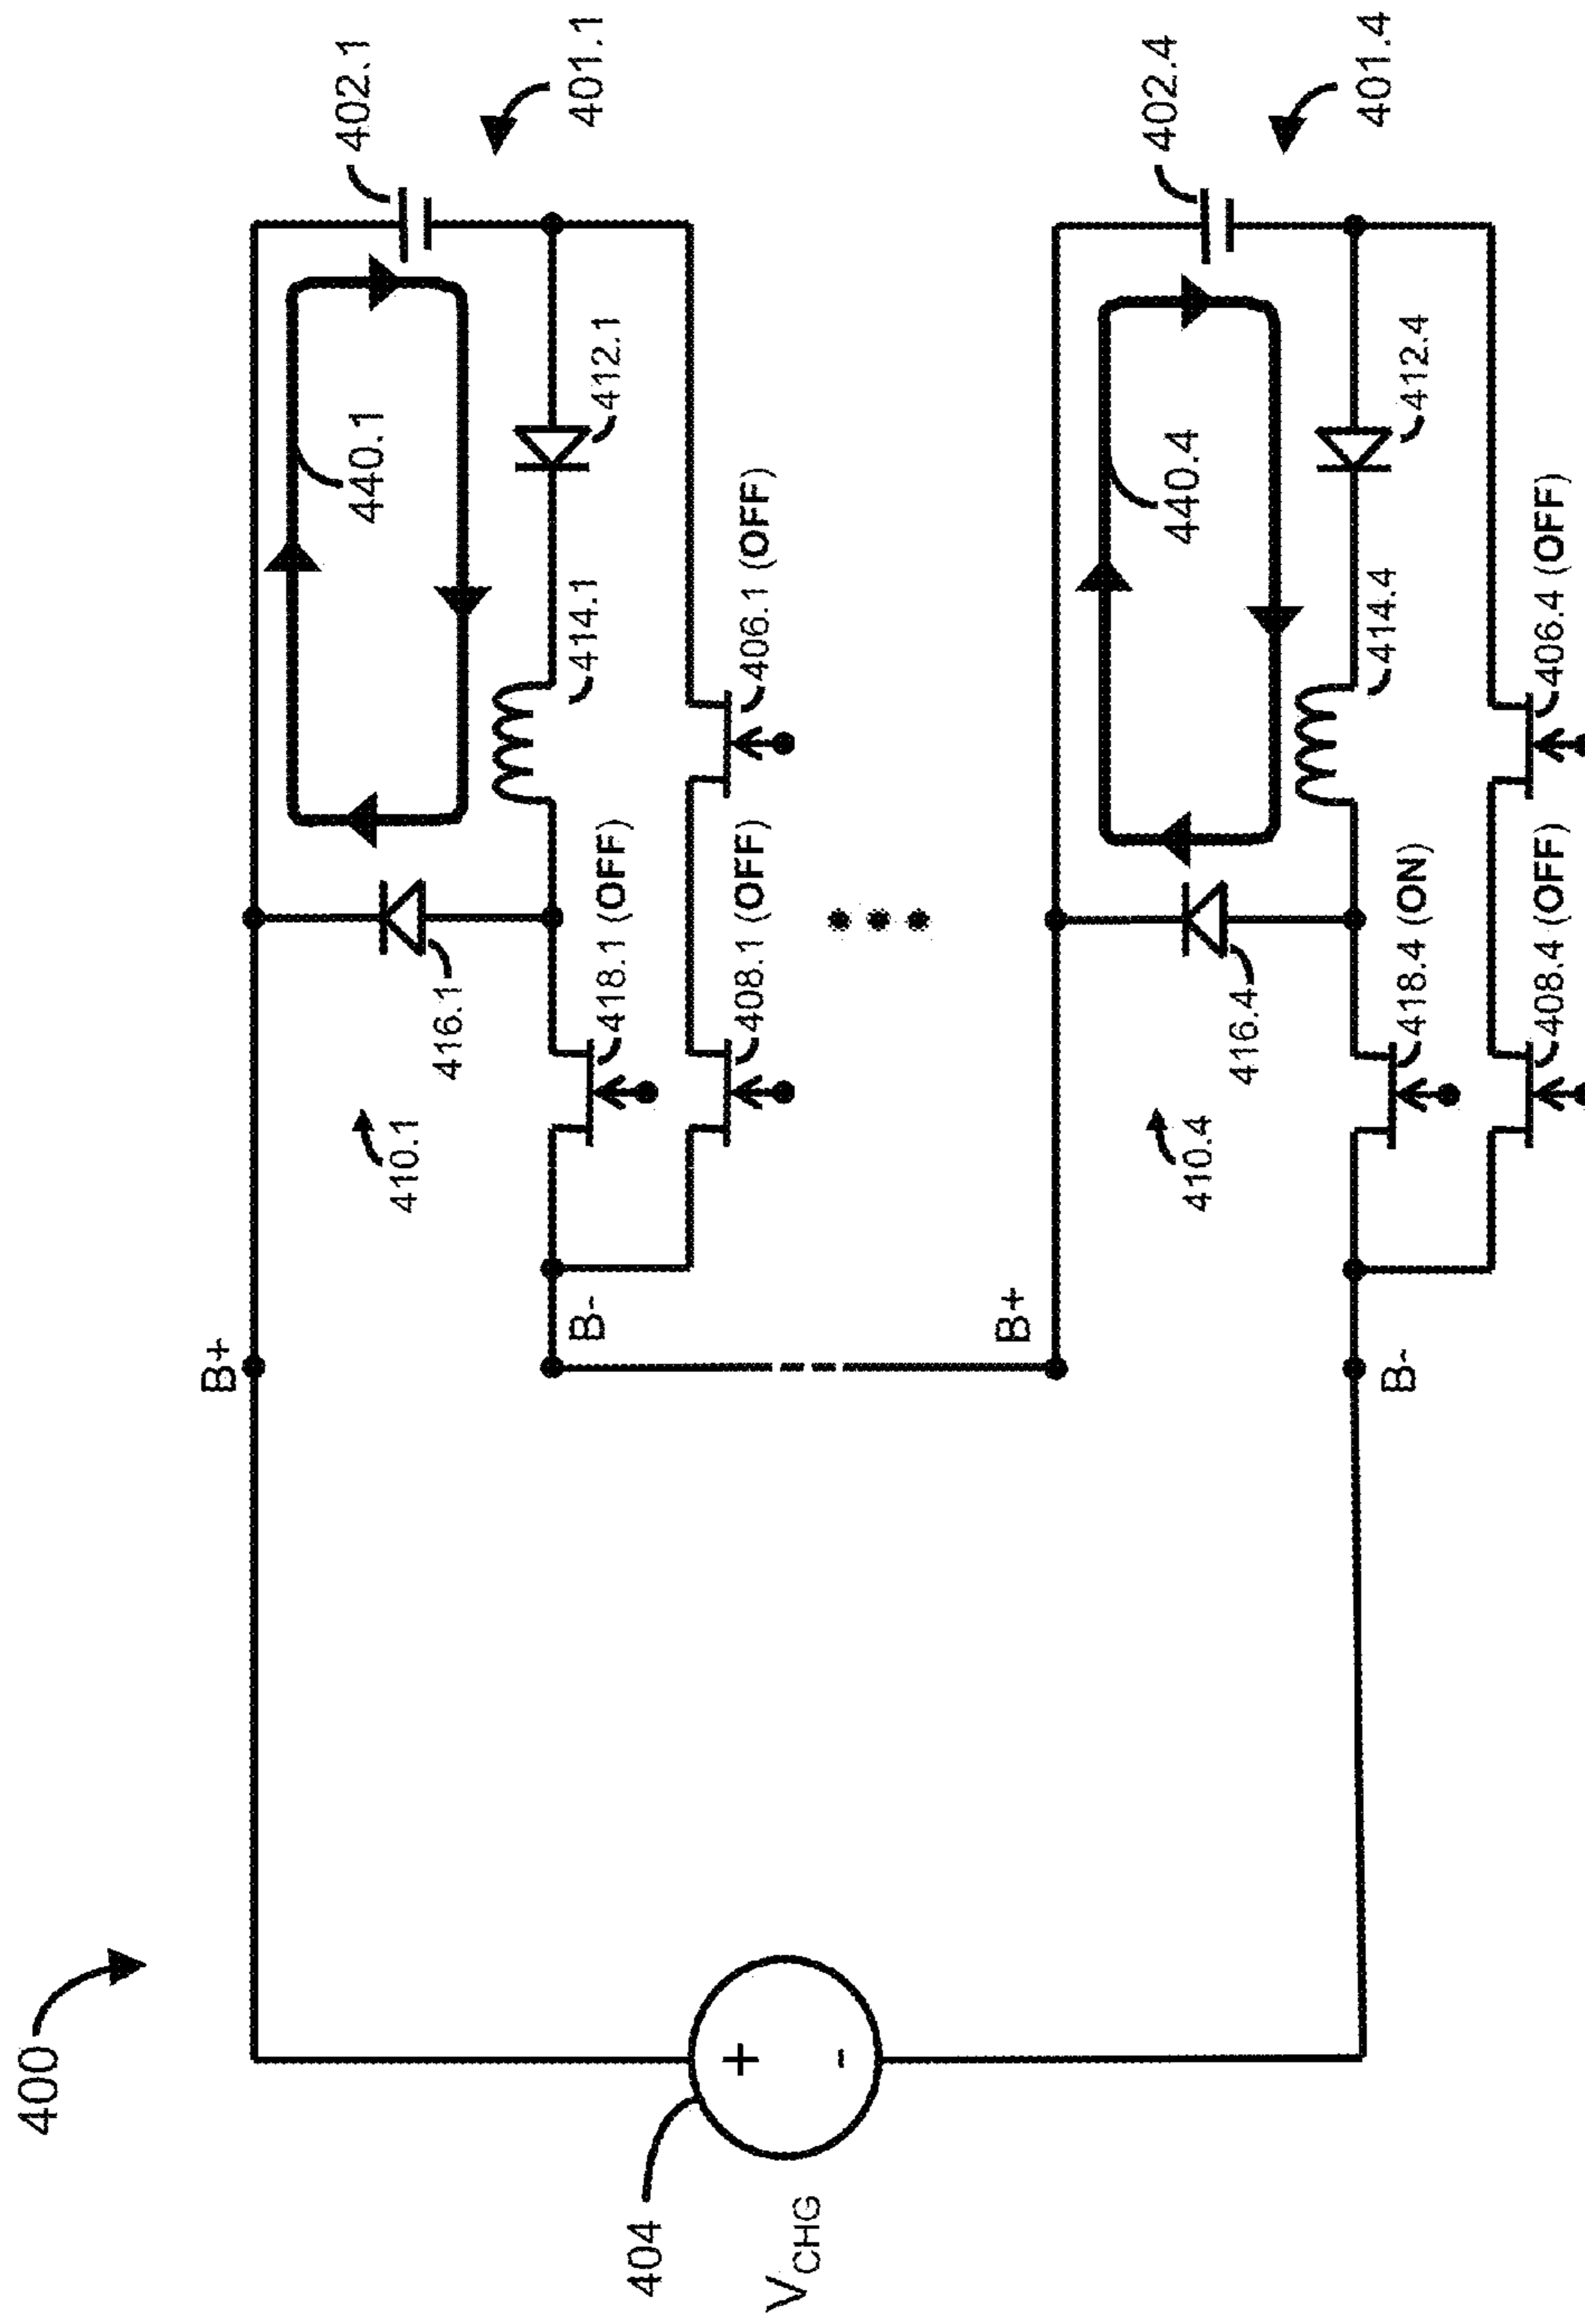 400
404
V_CHG
+
-
B+
B-
B+
B-
410.1
416.1
418.1 (OFF)
408.1 (OFF)
414.1
406.1 (OFF)
440.1
412.1
402.1
401.1
410.4
416.4
418.4 (ON)
408.4 (OFF)
414.4
406.4 (OFF)
440.4
412.4
402.4
401.4